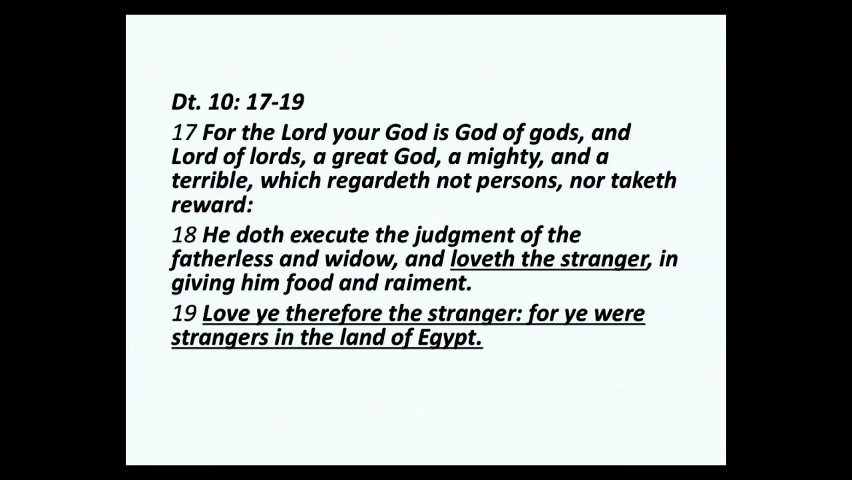 Dt. 10: 17-19
17 For the Lord your God is God of gods, and
Lord of lords, a great God, a mighty, and a
terrible, which regardeth not persons, nor taketh
reward:
18 He doth execute the judgment of the
fatherless and widow, and loveth the stranger, in
giving him food and raiment.
19 Love ye therefore the stranger: for ye were
strangers in the land of Egypt.